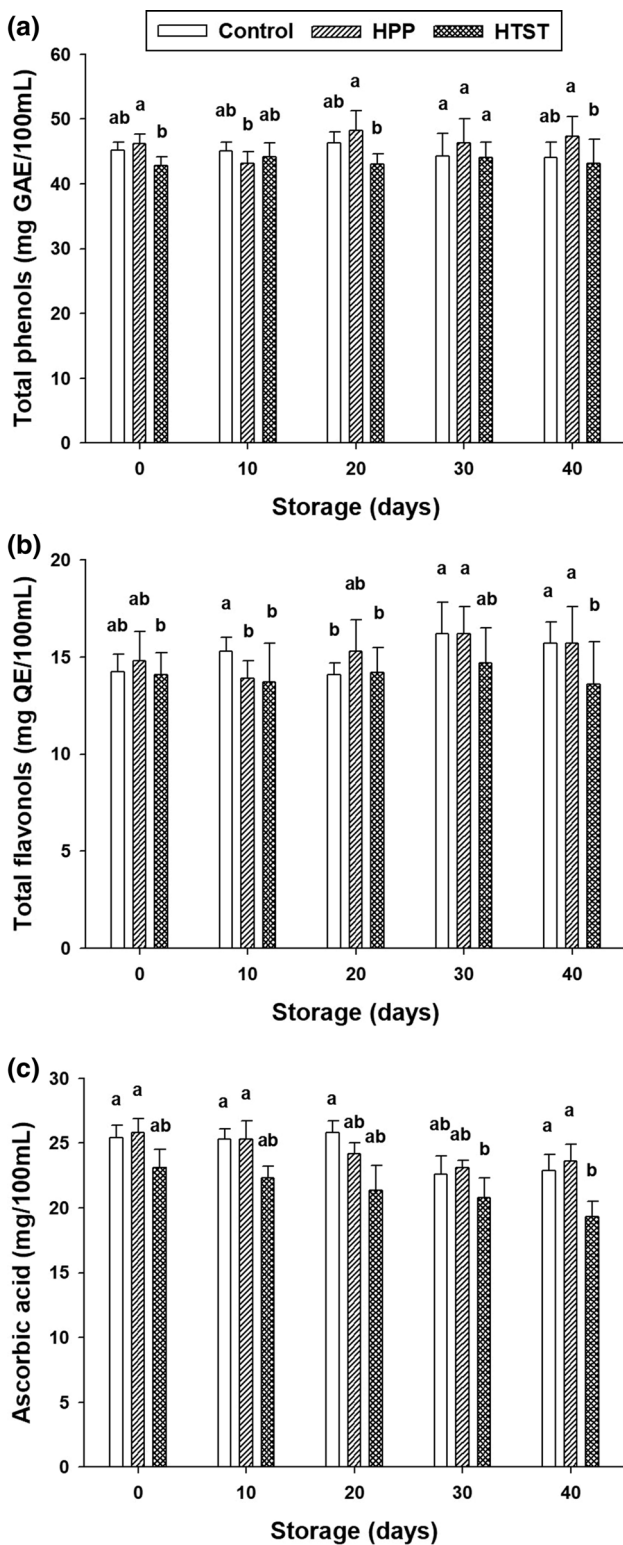 (a)
Control HPP HTST
Total phenols (mg GAE/100mL)
60
50
40
30
20
10
0
ab a b ab b ab ab a b a a a ab a b
0 10 20 30 40
Storage (days)
(b)
Total flavonols (mg QE/100mL)
20
15
10
5
0
ab ab b a b b b ab b a a ab a a b
0 10 20 30 40
Storage (days)
(c)
Ascorbic acid (mg/100mL)
30
25
20
15
10
5
0
a a ab a a ab a ab ab ab ab b a a b
0 10 20 30 40
Storage (days)